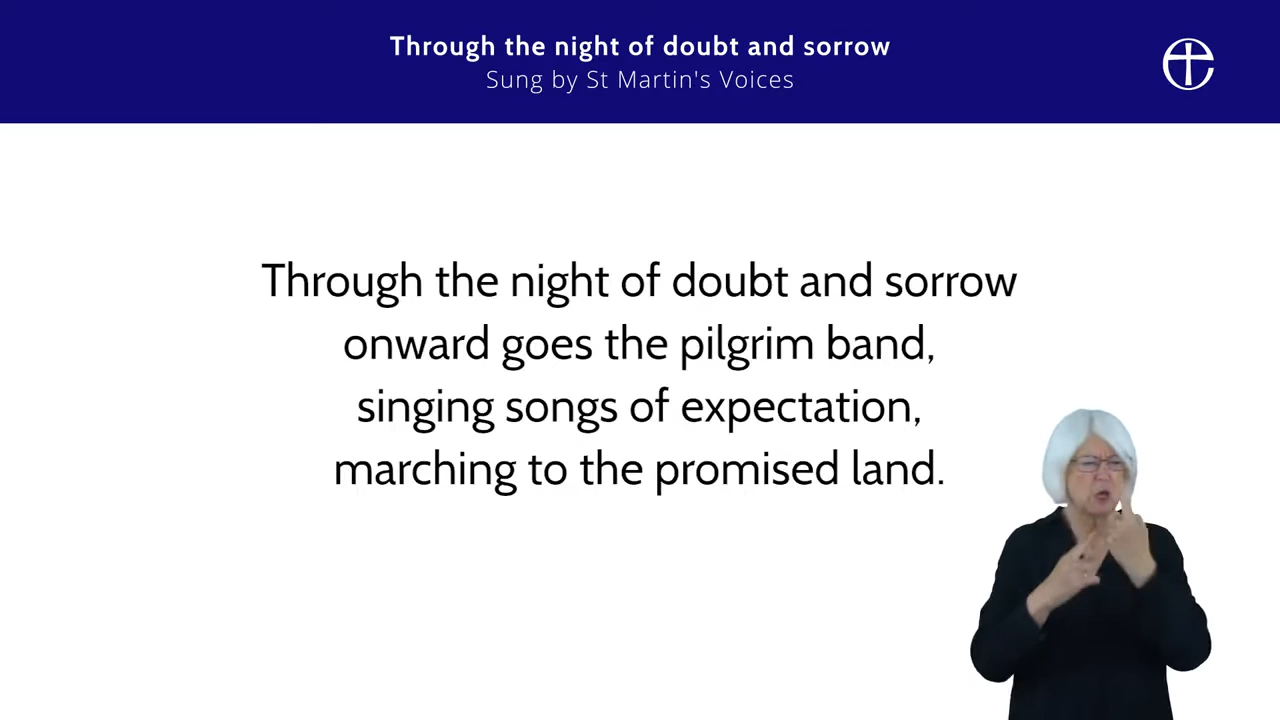 Through the night of doubt and sorrow
Sung by St Martin's Voices
Through the night of doubt and sorrow
onward goes the pilgrim band,
singing songs of expectation,
marching to the promised land.